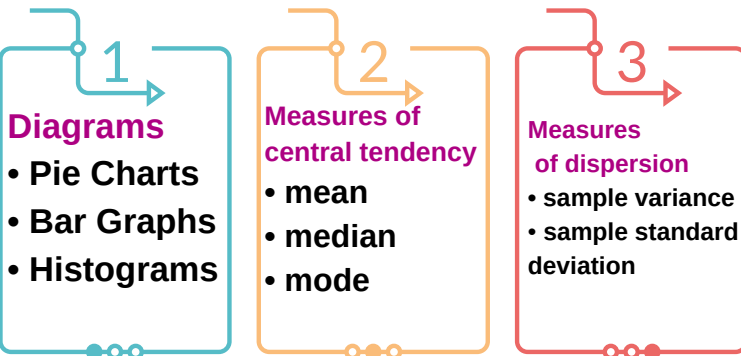 1
Diagrams
• Pie Charts
• Bar Graphs
• Histograms
2
Measures of
central tendency
• mean
• median
• mode
3
Measures
of dispersion
• sample variance
• sample standard
deviation